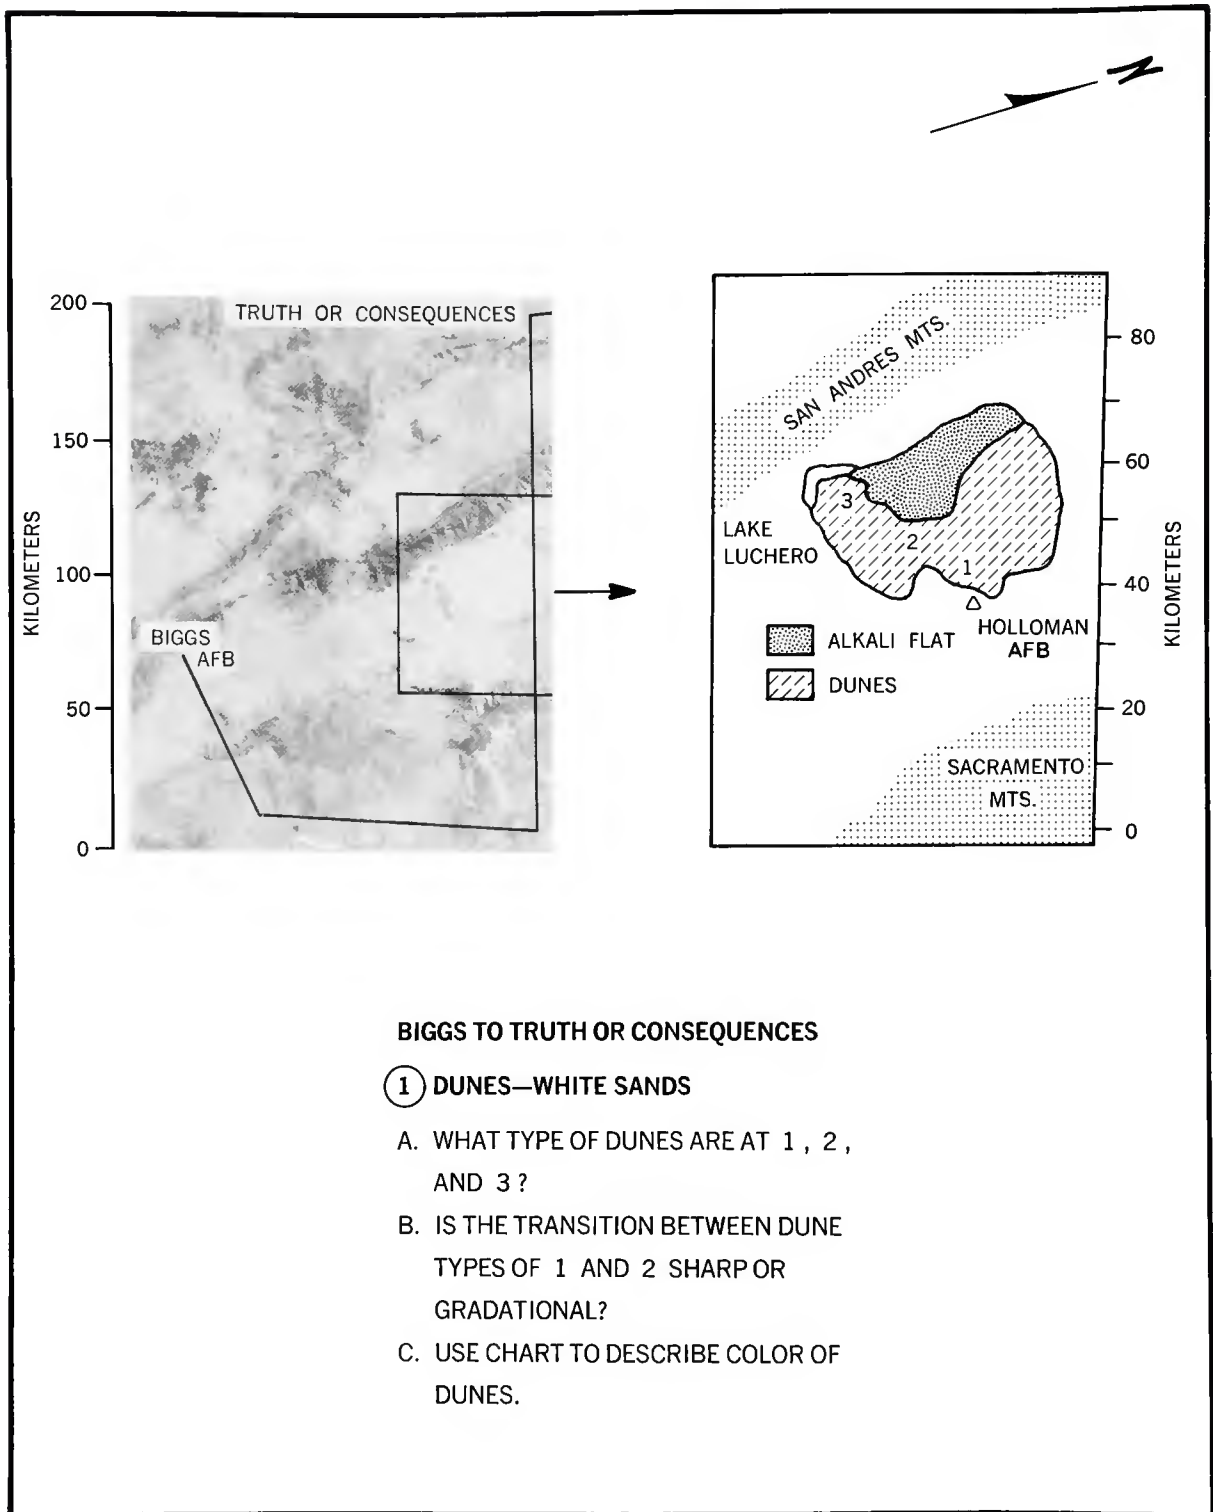 N
200
TRUTH OR CONSEQUENCES
150
100
50
0
KILOMETERS
BIGGS
AFB
SAN ANDRES MTS.
80
60
40
20
0
KILOMETERS
3
2
1
LAKE
LUCHERO
HOLLOMAN
AFB
ALKALI FLAT
DUNES
SACRAMENTO
MTS.
BIGGS TO TRUTH OR CONSEQUENCES
1 DUNES—WHITE SANDS
A. WHAT TYPE OF DUNES ARE AT 1, 2,
AND 3?
B. IS THE TRANSITION BETWEEN DUNE
TYPES OF 1 AND 2 SHARP OR
GRADATIONAL?
C. USE CHART TO DESCRIBE COLOR OF
DUNES.